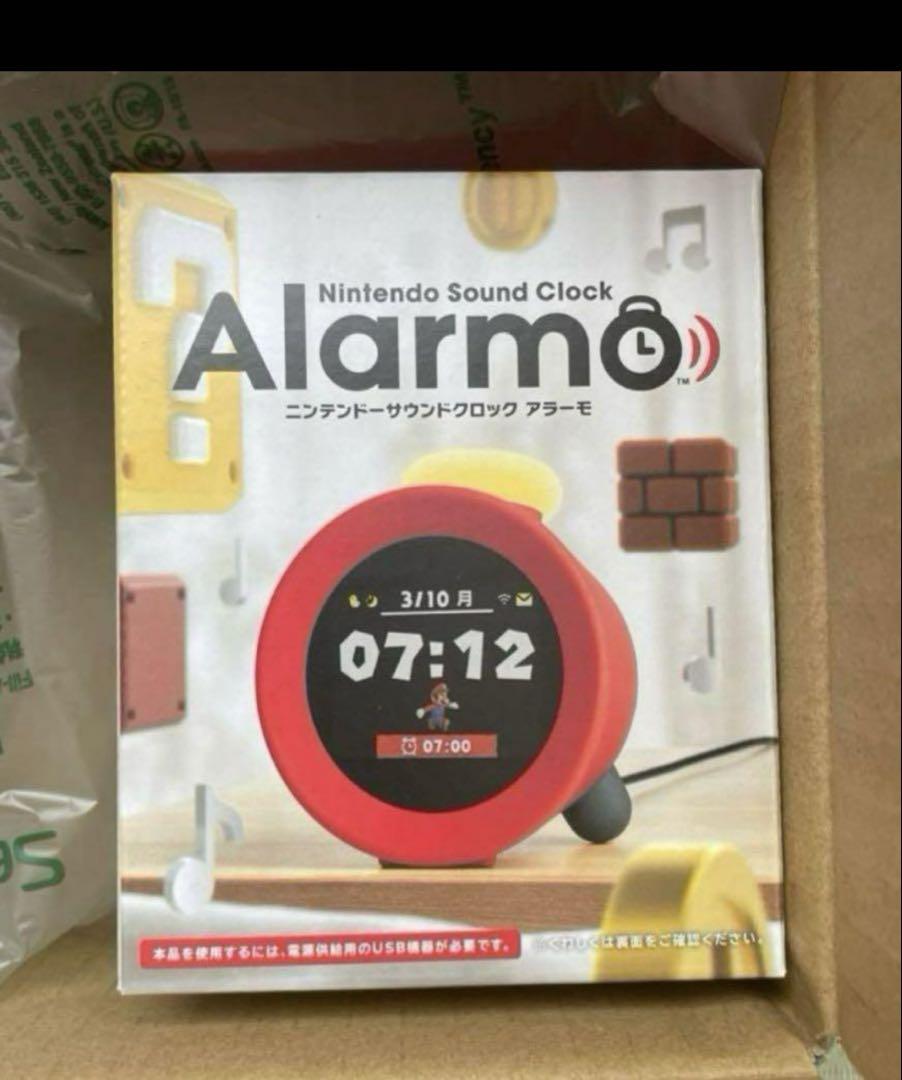 Nintendo Sound Clock
Alarmo
TM
ニンテンドーサウンドクロック アラーモ
3/10 月
07:12
07:00
本品を使用するには、電源供給用のUSB機器が必要です。
※くわしくは裏面をご確認ください。